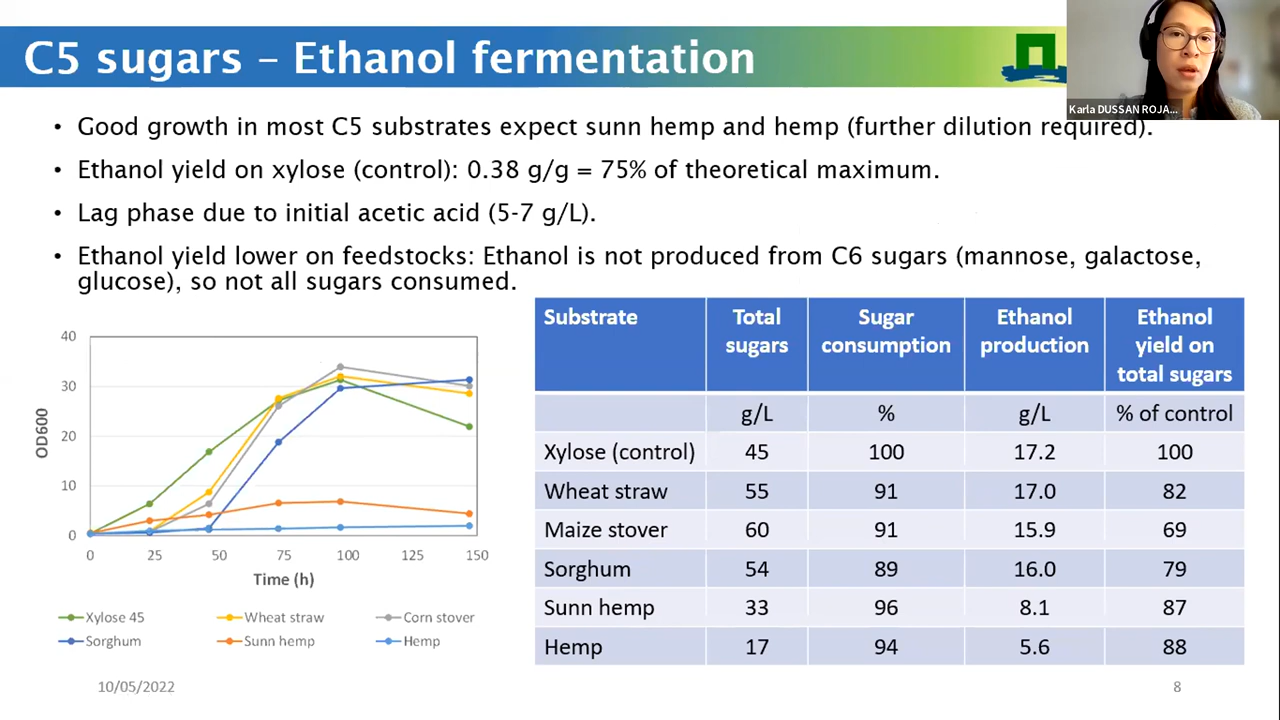 C5 sugars – Ethanol fermentation
Karla DUSSAN ROJA...
• Good growth in most C5 substrates expect sunn hemp and hemp (further dilution required).
• Ethanol yield on xylose (control): 0.38 g/g = 75% of theoretical maximum.
• Lag phase due to initial acetic acid (5-7 g/L).
• Ethanol yield lower on feedstocks: Ethanol is not produced from C6 sugars (mannose, galactose,
glucose), so not all sugars consumed.
40
30
20
10
0
OD600
0 25 50 75 100 125 150
Time (h)
Xylose 45 Wheat straw Corn stover
Sorghum Sunn hemp Hemp
Substrate Total sugars Sugar consumption Ethanol production Ethanol yield on total sugars
g/L % g/L % of control
Xylose (control) 45 100 17.2 100
Wheat straw 55 91 17.0 82
Maize stover 60 91 15.9 69
Sorghum 54 89 16.0 79
Sunn hemp 33 96 8.1 87
Hemp 17 94 5.6 88
10/05/2022 8